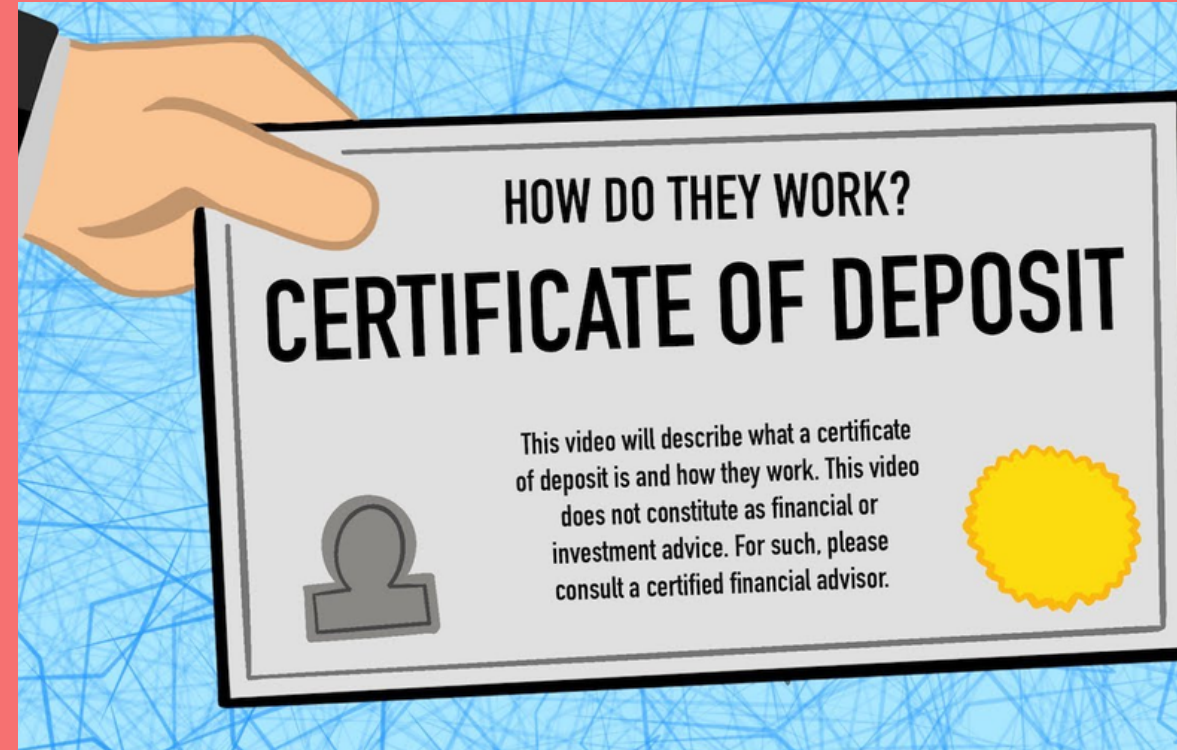 HOW DO THEY WORK?
CERTIFICATE OF DEPOSIT
This video will describe what a certificate
of deposit is and how they work. This video
does not constitute as financial or
investment advice. For such, please
consult a certified financial advisor.